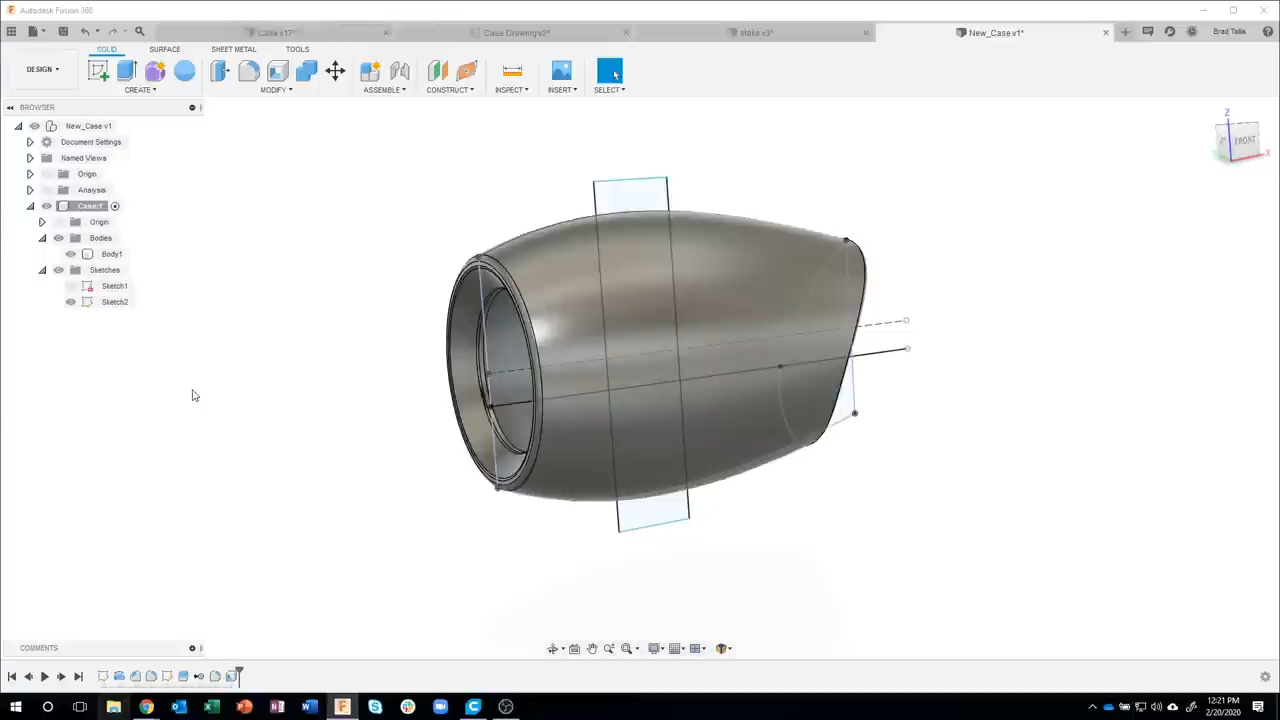 Autodesk Fusion 360
Case v17*
Case Drawing v2*
stake v3*
New_Case v1*
Brad Tallis
DESIGN
SOLID
SURFACE
SHEET METAL
TOOLS
CREATE
MODIFY
ASSEMBLE
CONSTRUCT
INSPECT
INSERT
SELECT
BROWSER
New_Case v1
Document Settings
Named Views
Origin
Analysis
Case:1
Origin
Bodies
Body1
Sketches
Sketch1
Sketch2
Z
FRONT
X
COMMENTS
12:21 PM
2/20/2020